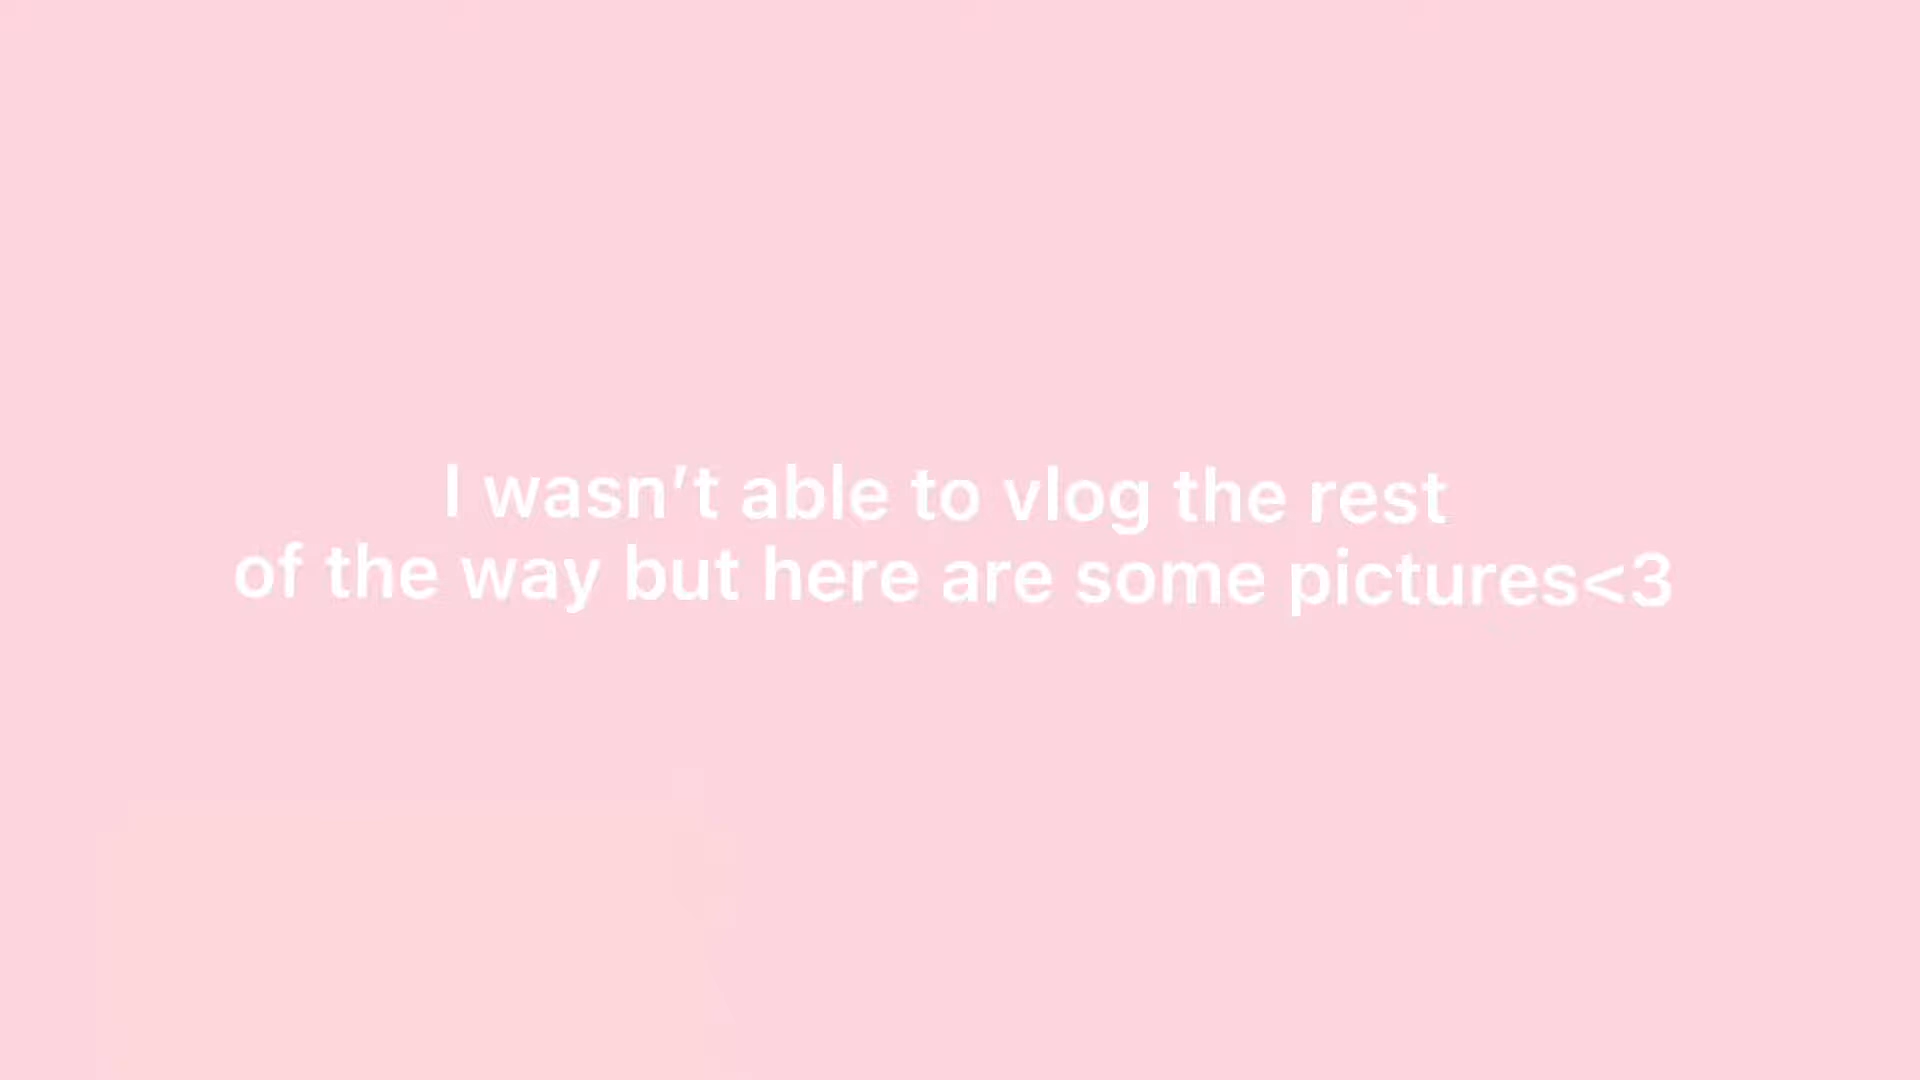 I wasn't able to vlog the rest
of the way but here are some pictures<3